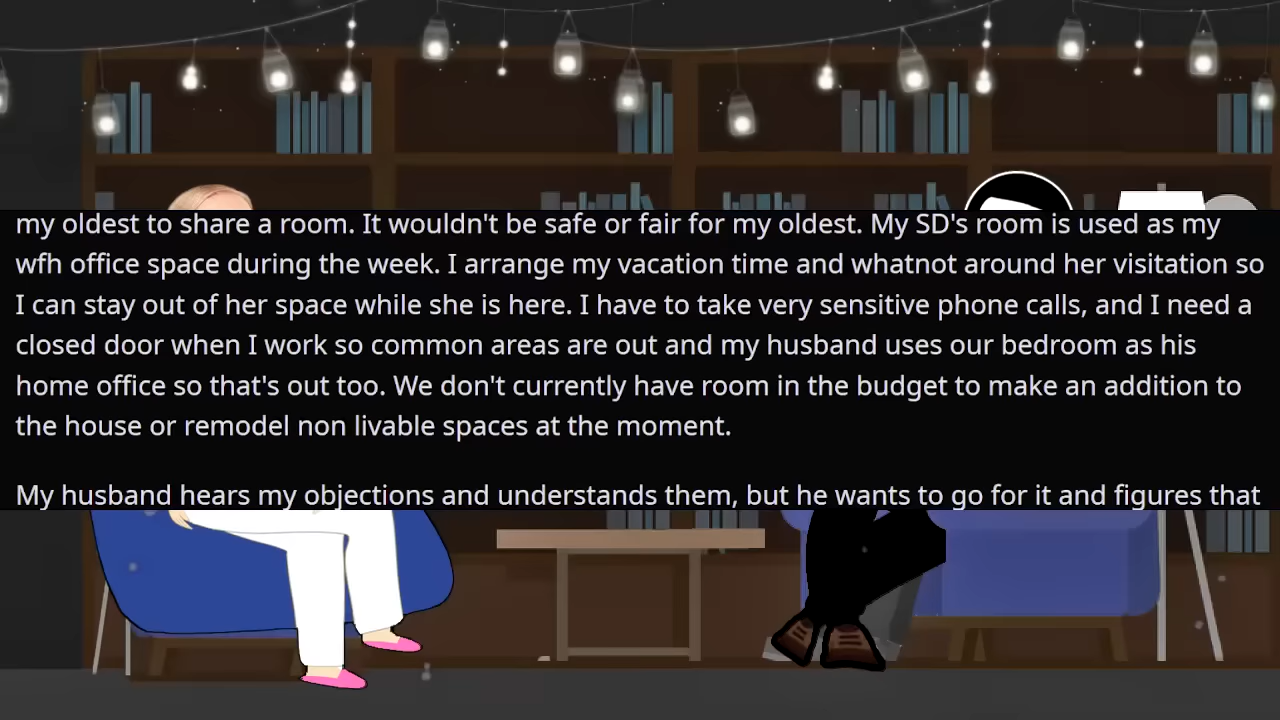 my oldest to share a room. It wouldn't be safe or fair for my oldest. My SD's room is used as my
wfh office space during the week. I arrange my vacation time and whatnot around her visitation so
I can stay out of her space while she is here. I have to take very sensitive phone calls, and I need a
closed door when I work so common areas are out and my husband uses our bedroom as his
home office so that's out too. We don't currently have room in the budget to make an addition to
the house or remodel non livable spaces at the moment.
My husband hears my objections and understands them, but he wants to go for it and figures that